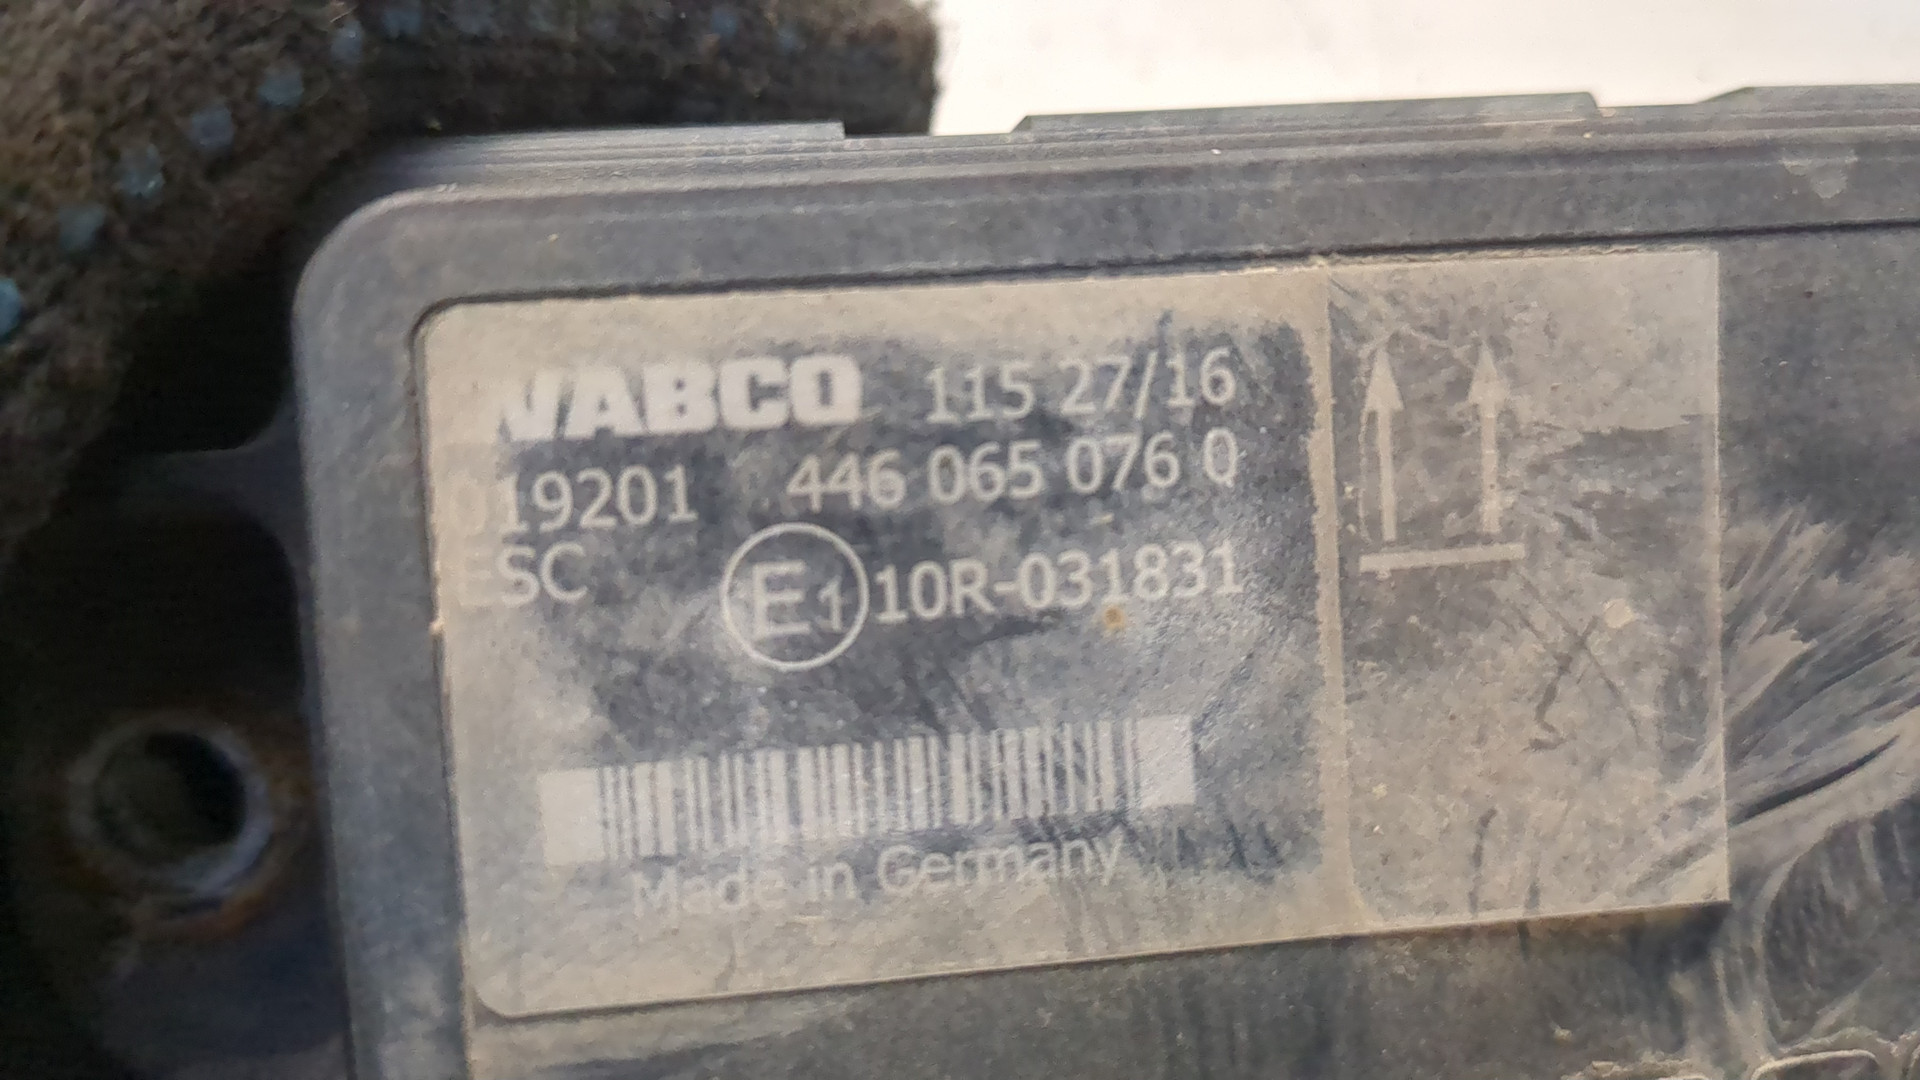 WABCO 115 27/16
019201 446 065 076 0
ESC E1 10R-031831
Made in Germany